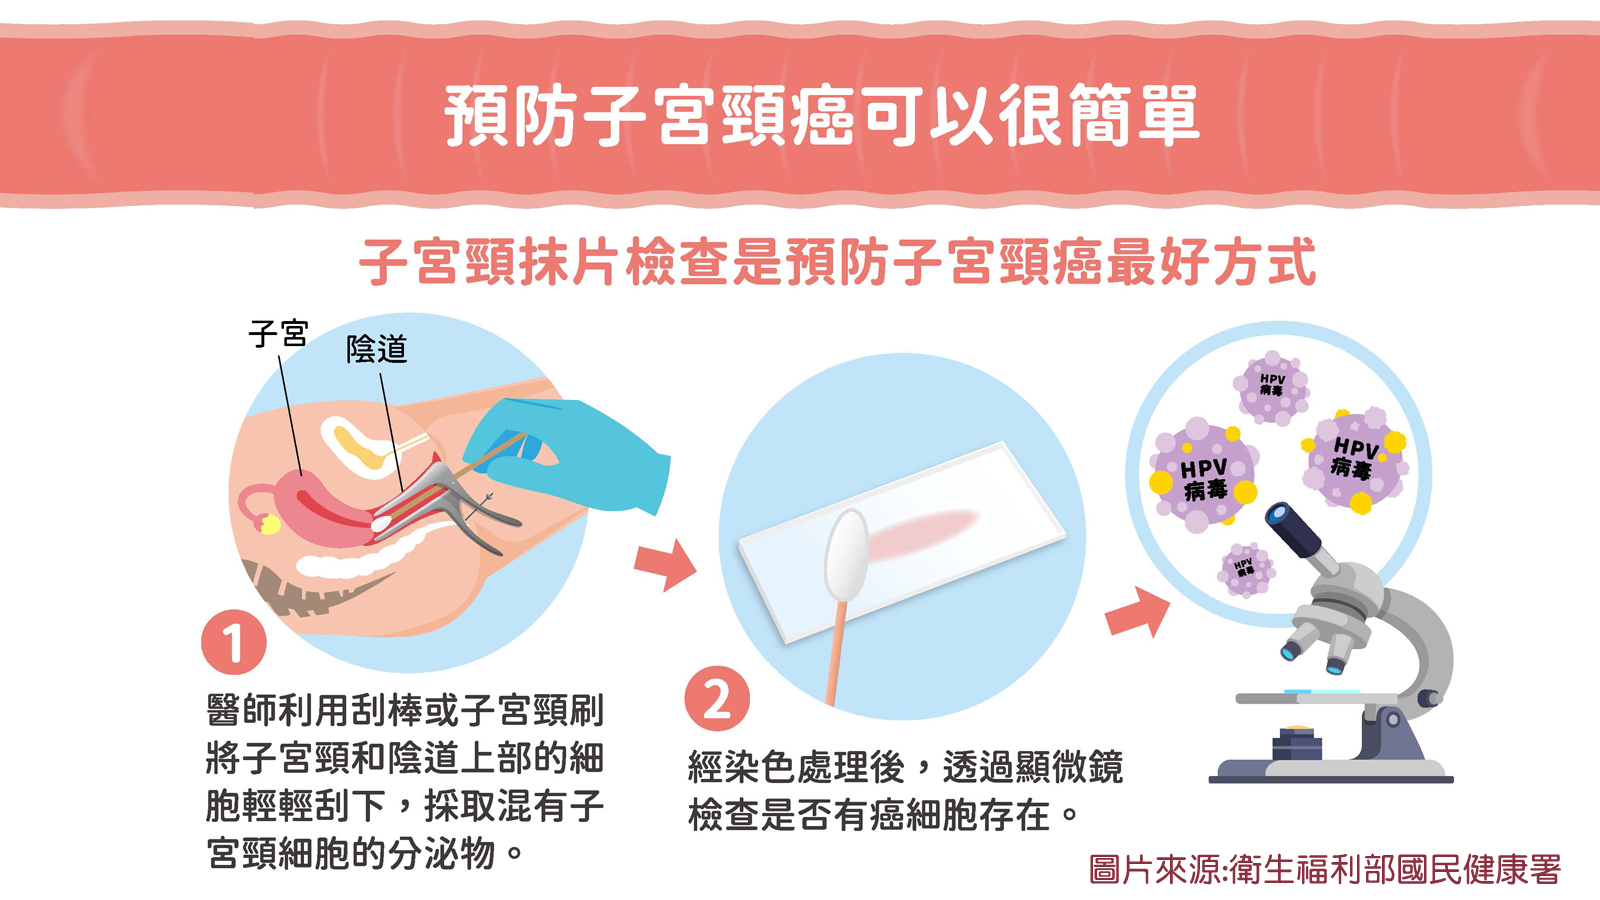 預防子宮頸癌可以很簡單
子宮頸抹片檢查是預防子宮頸癌最好方式
子宮
陰道
1
醫師利用刮棒或子宮頸刷
將子宮頸和陰道上部的細
胞輕輕刮下，採取混有子
宮頸細胞的分泌物。
2
經染色處理後，透過顯微鏡
檢查是否有癌細胞存在。
HPV
病毒
HPV
病毒
HPV
病毒
HPV
病毒
圖片來源:衛生福利部國民健康署